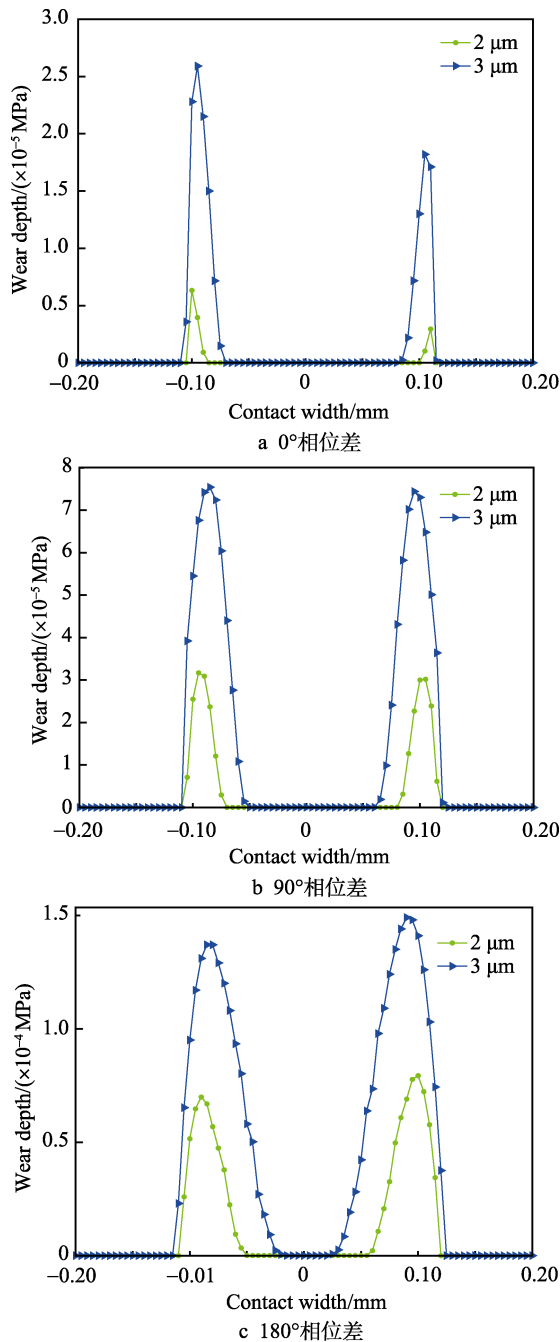 3.0
2.5
2.0
1.5
1.0
0.5
0
Wear depth/(×10⁻⁵ MPa)
2 μm
3 μm
−0.20 −0.10 0 0.10 0.20
Contact width/mm
a 0°相位差
8
7
6
5
4
3
2
1
0
Wear depth/(×10⁻⁵ MPa)
2 μm
3 μm
−0.20 −0.10 0 0.10 0.20
Contact width/mm
b 90°相位差
1.5
1.0
0.5
0
Wear depth/(×10⁻⁴ MPa)
2 μm
3 μm
−0.20 −0.01 0 0.10 0.20
Contact width/mm
c 180°相位差